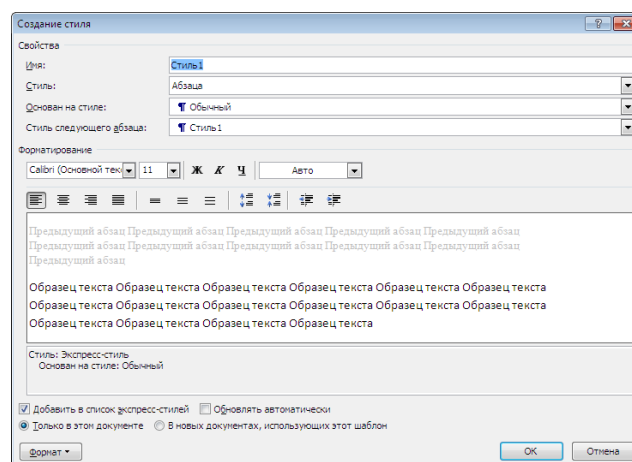 Создание стиля
Свойства
Имя: Стиль1
Стиль: Абзаца
Основан на стиле: ¶ Обычный
Стиль следующего абзаца: ¶ Стиль1
Форматирование
Calibri (Основной тек 11 Ж К Ч Авто
Предыдущий абзац Предыдущий абзац Предыдущий абзац Предыдущий абзац Предыдущий абзац
Предыдущий абзац Предыдущий абзац Предыдущий абзац Предыдущий абзац Предыдущий абзац
Предыдущий абзац
Образец текста Образец текста Образец текста Образец текста Образец текста Образец текста
Образец текста Образец текста Образец текста Образец текста Образец текста Образец текста
Образец текста Образец текста Образец текста Образец текста
Стиль: Экспресс-стиль
Основан на стиле: Обычный
Добавить в список экспресс-стилей Обновлять автоматически
Только в этом документе В новых документах, использующих этот шаблон
Формат ОК Отмена